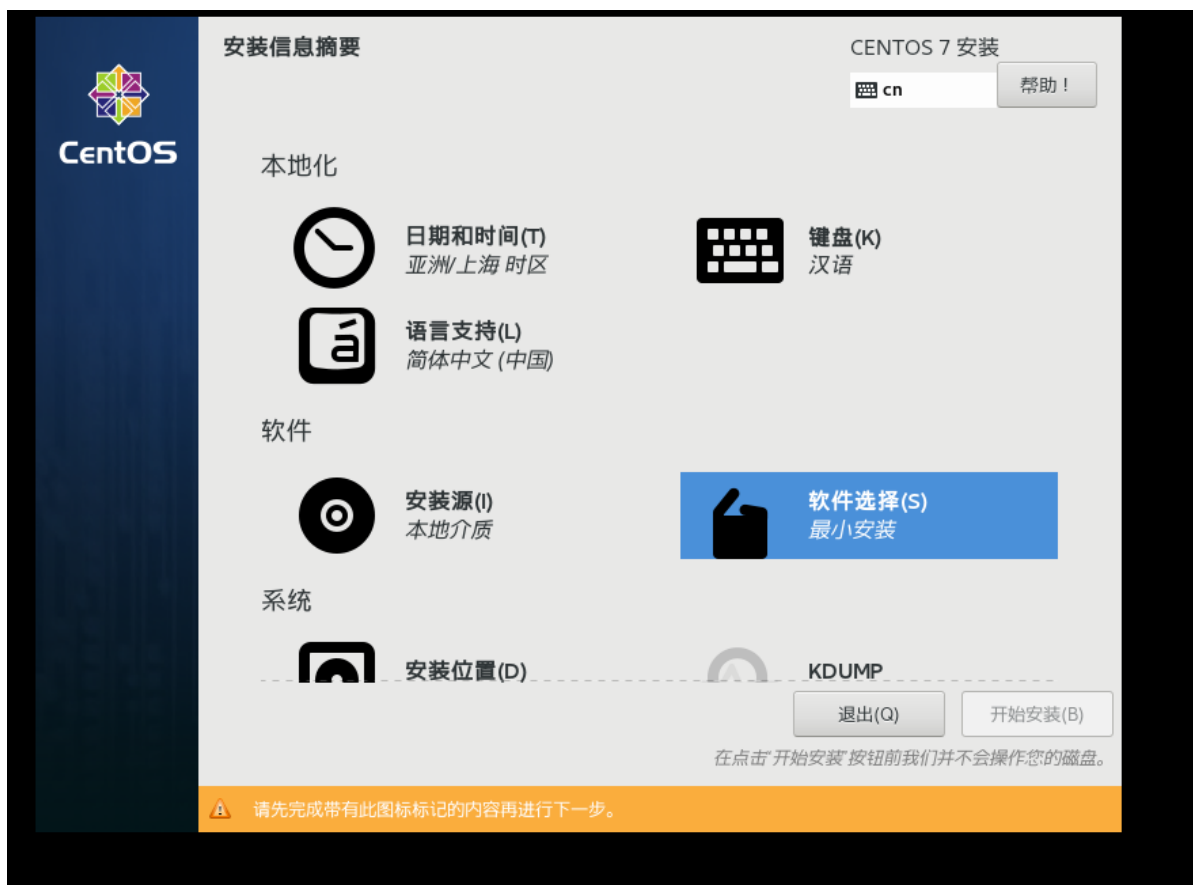 安装信息摘要
CENTOS 7 安装
cn
帮助！
CentOS
本地化
日期和时间(T)
亚洲/上海 时区
键盘(K)
汉语
语言支持(L)
简体中文 (中国)
软件
安装源(I)
本地介质
软件选择(S)
最小安装
系统
安装位置(D)
KDUMP
退出(Q)
开始安装(B)
在点击"开始安装"按钮前我们并不会操作您的磁盘。
请先完成带有此图标标记的内容再进行下一步。